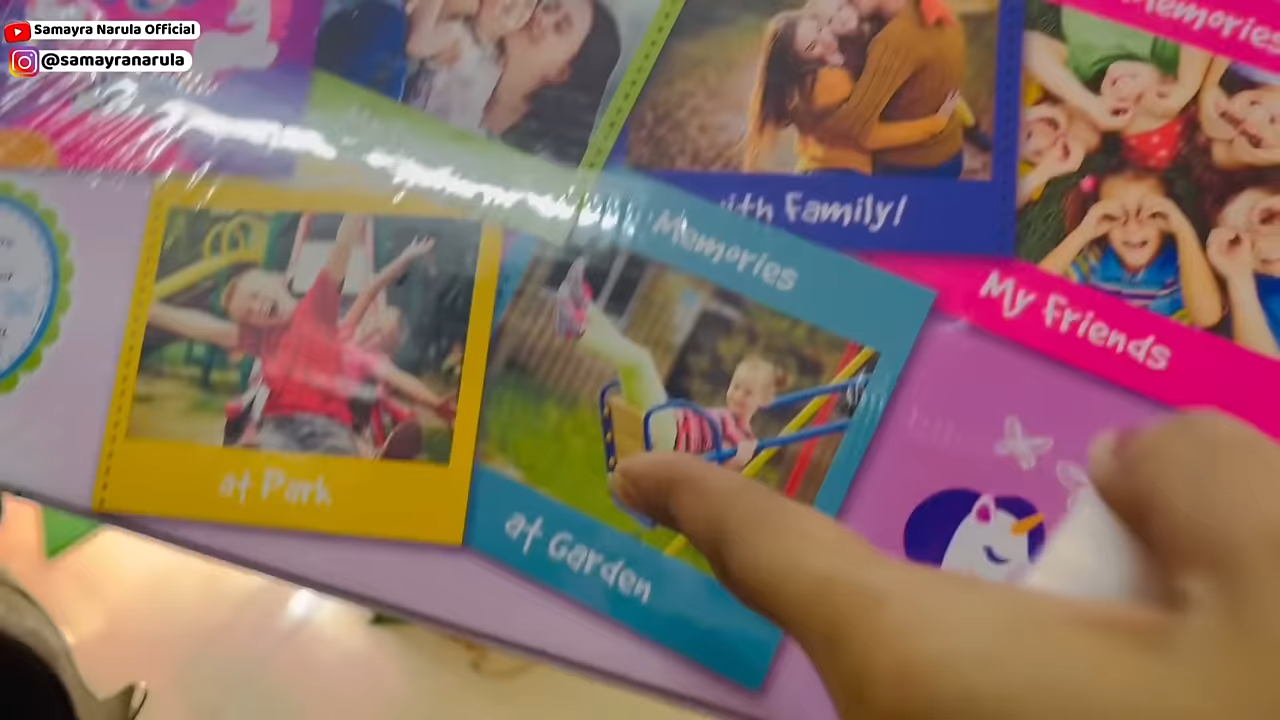 Samayra Narula Official
@samayranarula
Memories
with Family!
Memories
My Friends
at Park
at Garden